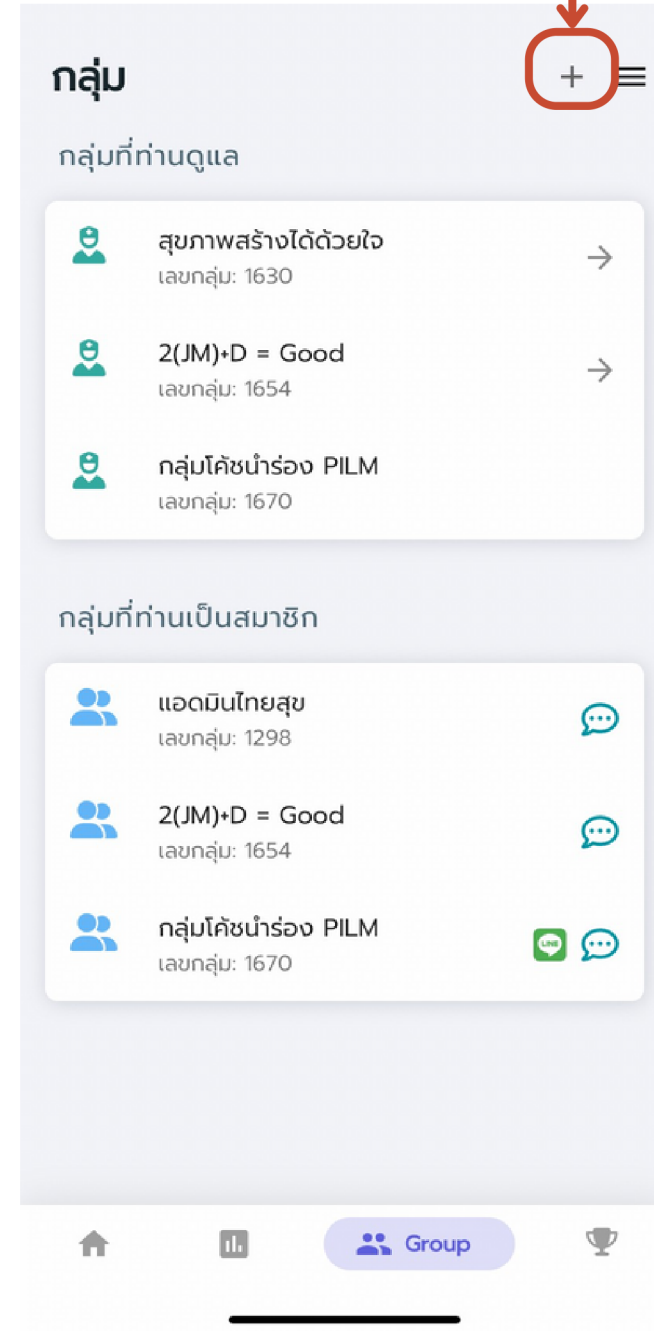 กลุ่ม
กลุ่มที่ท่านดูแล
สุขภาพสร้างได้ด้วยใจ
เลขกลุ่ม: 1630
2(JM)+D = Good
เลขกลุ่ม: 1654
กลุ่มโค้ชนำร่อง PILM
เลขกลุ่ม: 1670
กลุ่มที่ท่านเป็นสมาชิก
แอดมินไทยสุข
เลขกลุ่ม: 1298
2(JM)+D = Good
เลขกลุ่ม: 1654
กลุ่มโค้ชนำร่อง PILM
LINE
เลขกลุ่ม: 1670
Group